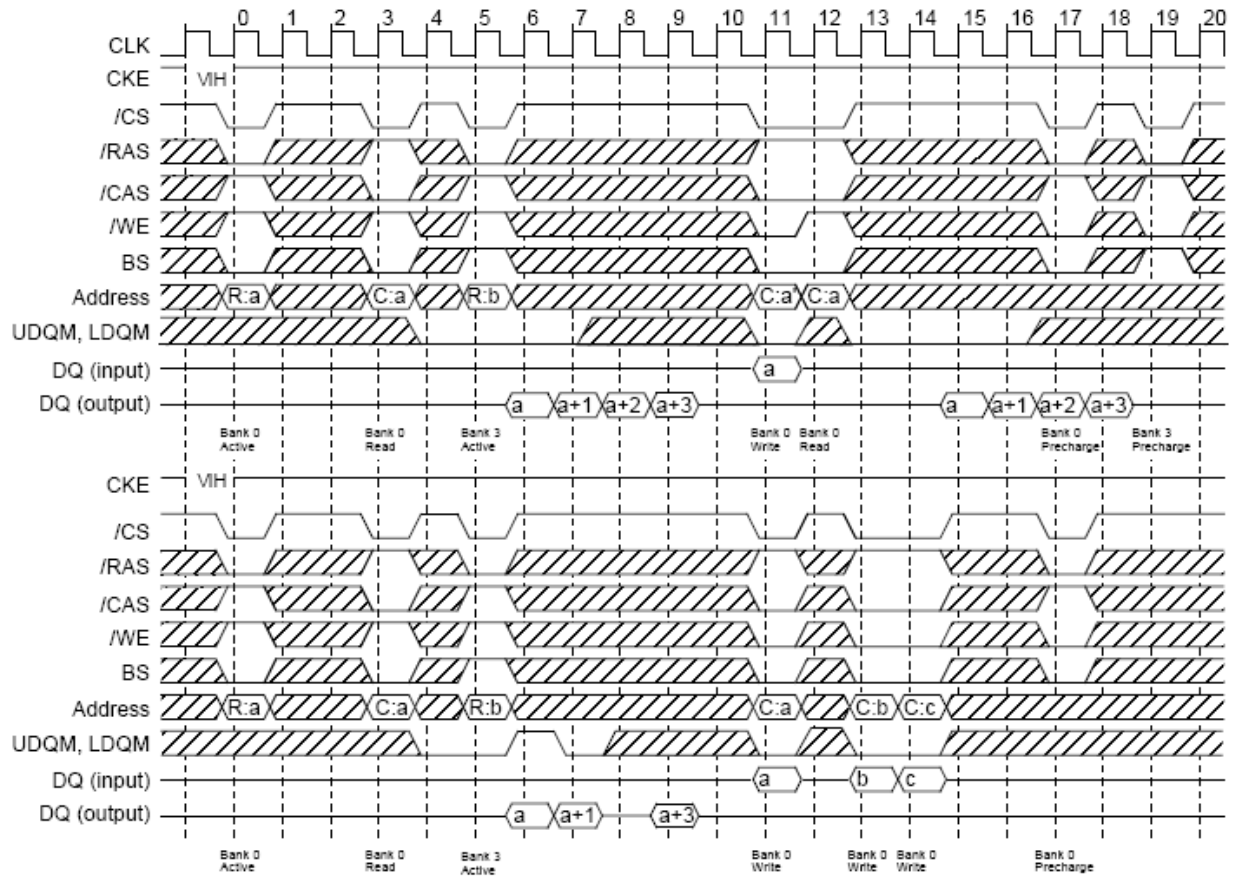 0 1 2 3 4 5 6 7 8 9 10 11 12 13 14 15 16 17 18 19 20
CLK
CKE VIH
/CS
/RAS
/CAS
/WE
BS
Address R:a C:a R:b C:a' C:a
UDQM, LDQM
DQ (input) a
DQ (output) a a+1 a+2 a+3 a a+1 a+2 a+3
Bank 0 Bank 0 Bank 3 Bank 0 Bank 0 Bank 0 Bank 3
Active Read Active Write Read Precharge Precharge
CKE VIH
/CS
/RAS
/CAS
/WE
BS
Address R:a C:a R:b C:a C:b C:c
UDQM, LDQM
DQ (input) a b c
DQ (output) a a+1 a+3
Bank 0 Bank 0 Bank 3 Bank 0 Bank 0 Bank 0 Bank 0
Active Read Active Write Write Write Precharge